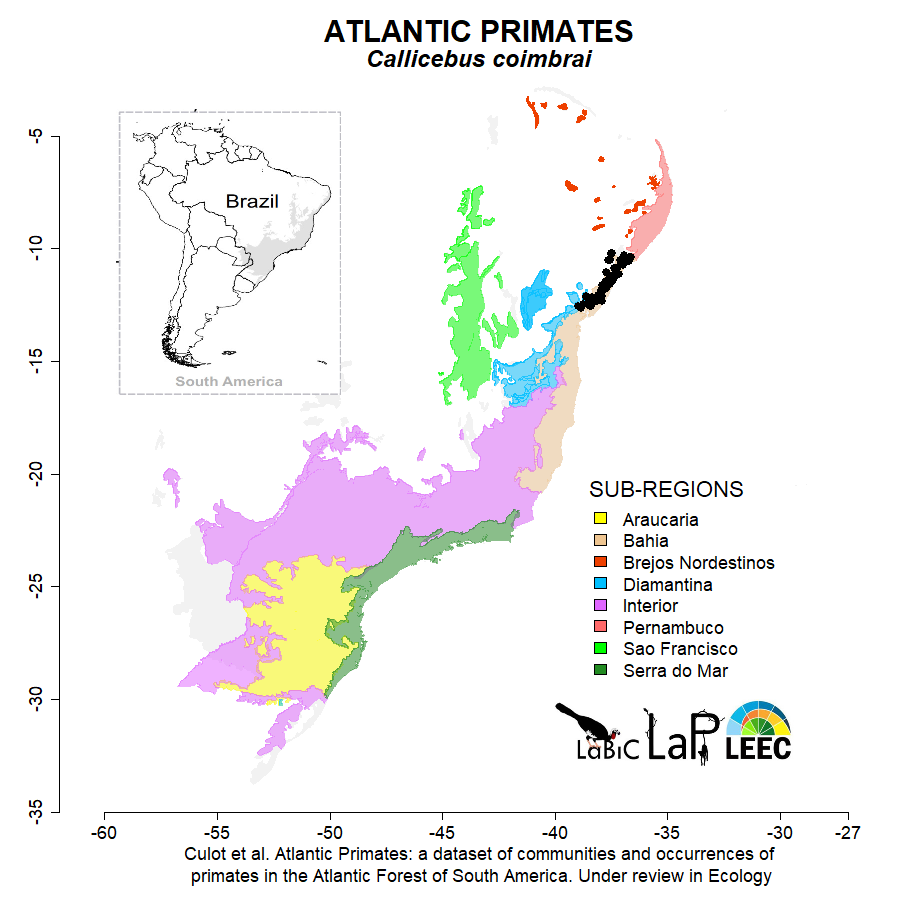 ATLANTIC PRIMATES
Callicebus coimbrai
Brazil
South America
-5
-10
-15
-20
-25
-30
-35
-60
-55
-50
-45
-40
-35
-30
-27
SUB-REGIONS
Araucaria
Bahia
Brejos Nordestinos
Diamantina
Interior
Pernambuco
Sao Francisco
Serra do Mar
LaBiC LaP LEEC
Culot et al. Atlantic Primates: a dataset of communities and occurrences of
primates in the Atlantic Forest of South America. Under review in Ecology